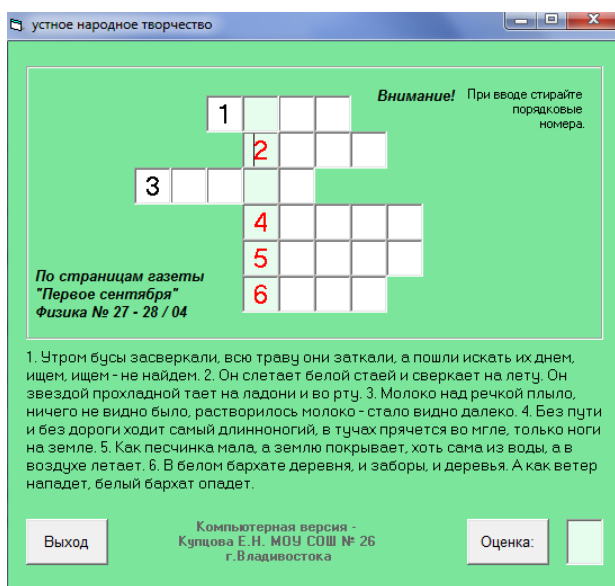 устное народное творчество
1
Внимание! При вводе стирайте
порядковые
номера.
2
3
4
5
6
По страницам газеты
"Первое сентября"
Физика № 27 - 28 / 04
1. Утром бусы засверкали, всю траву они заткали, а пошли искать их днем,
ищем, ищем - не найдем. 2. Он слетает белой стаей и сверкает на лету. Он
звездой прохладной тает на ладони и во рту. 3. Молоко над речкой плыло,
ничего не видно было, растворилось молоко - стало видно далеко. 4. Без пути
и без дороги ходит самый длинноногий, в тучах прячется во мгле, только ноги
на земле. 5. Как песчинка мала, а землю покрывает, хоть сама из воды, а в
воздухе летает. 6. В белом бархате деревня, и заборы, и деревья. А как ветер
нападет, белый бархат опадет.
Выход
Компьютерная версия -
Купцова Е.Н. МОУ СОШ № 26
г.Владивостока
Оценка: